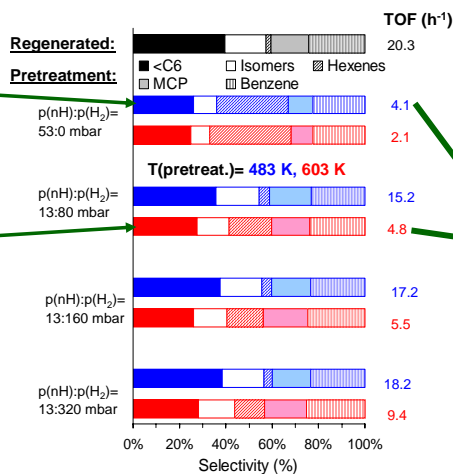 TOF (h⁻¹)
Regenerated: 20.3
<C6 Isomers Hexenes
MCP Benzene
Pretreatment:
p(nH):p(H₂)=
53:0 mbar
4.1
2.1
T(pretreat.)= 483 K, 603 K
p(nH):p(H₂)=
13:80 mbar
15.2
4.8
p(nH):p(H₂)=
13:160 mbar
17.2
5.5
p(nH):p(H₂)=
13:320 mbar
18.2
9.4
0% 20% 40% 60% 80% 100%
Selectivity (%)